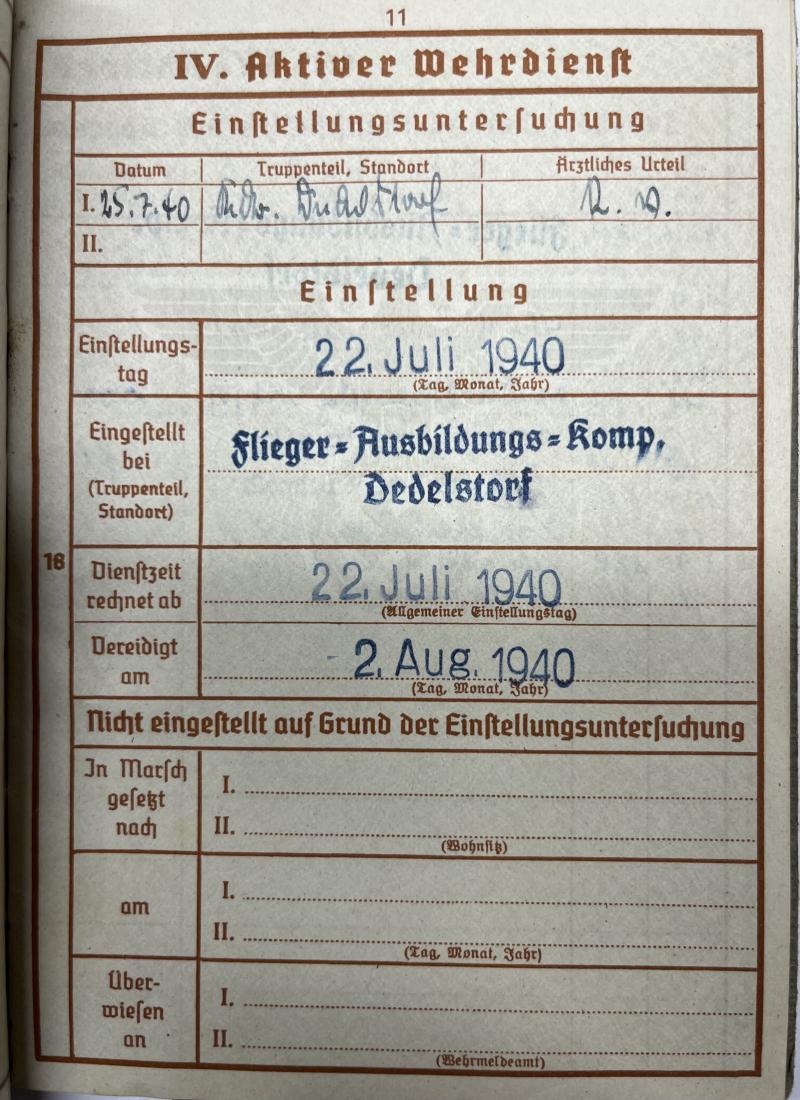 11
IV. Aktiver Wehrdienst
Einstellungsuntersuchung
Datum Truppenteil, Standort Ärztliches Urteil
I. 25.7.40 K. v.
II.
Einstellung
Einstellungs-
tag
22. Juli 1940
(Tag, Monat, Jahr)
Eingestellt
bei
(Truppenteil,
Standort)
Flieger=Ausbildungs=Komp.
Dedelstorf
18
Dienstzeit
rechnet ab
22. Juli 1940
(Allgemeiner Einstellungstag)
Vereidigt
am
- 2. Aug. 1940
(Tag, Monat, Jahr)
Nicht eingestellt auf Grund der Einstellungsuntersuchung
In Marsch
gesetzt
nach
I.
II.
(Wohnsitz)
am
I.
II.
(Tag, Monat, Jahr)
Über-
wiesen
an
I.
II.
(Wehrmeldeamt)